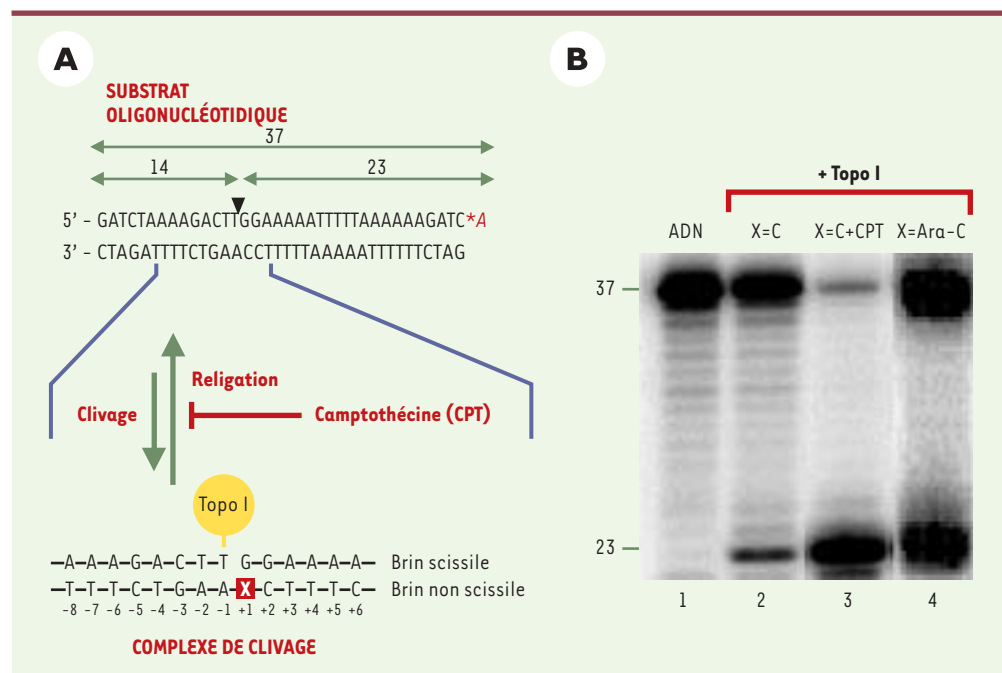 A
SUBSTRAT
OLIGONUCLÉOTIDIQUE
37
14 23
5' - GATCTAAAAGACTTGGAAAAATTTTTAAAAAAGATC*A
3' - CTAGATTTTCTGAACCTTTTTAAAAATTTTTTCTAG
Religation
Clivage
Camptothécine (CPT)
Topo I
–A–A–A–G–A–C–T–T G–G–A–A–A–A– Brin scissile
–T–T–T–C–T–G–A–A–X–C–T–T–T–C– Brin non scissile
-8 -7 -6 -5 -4 -3 -2 -1 +1 +2 +3 +4 +5 +6
COMPLEXE DE CLIVAGE
B
+ Topo I
ADN X=C X=C+CPT X=Ara-C
37
23
1 2 3 4